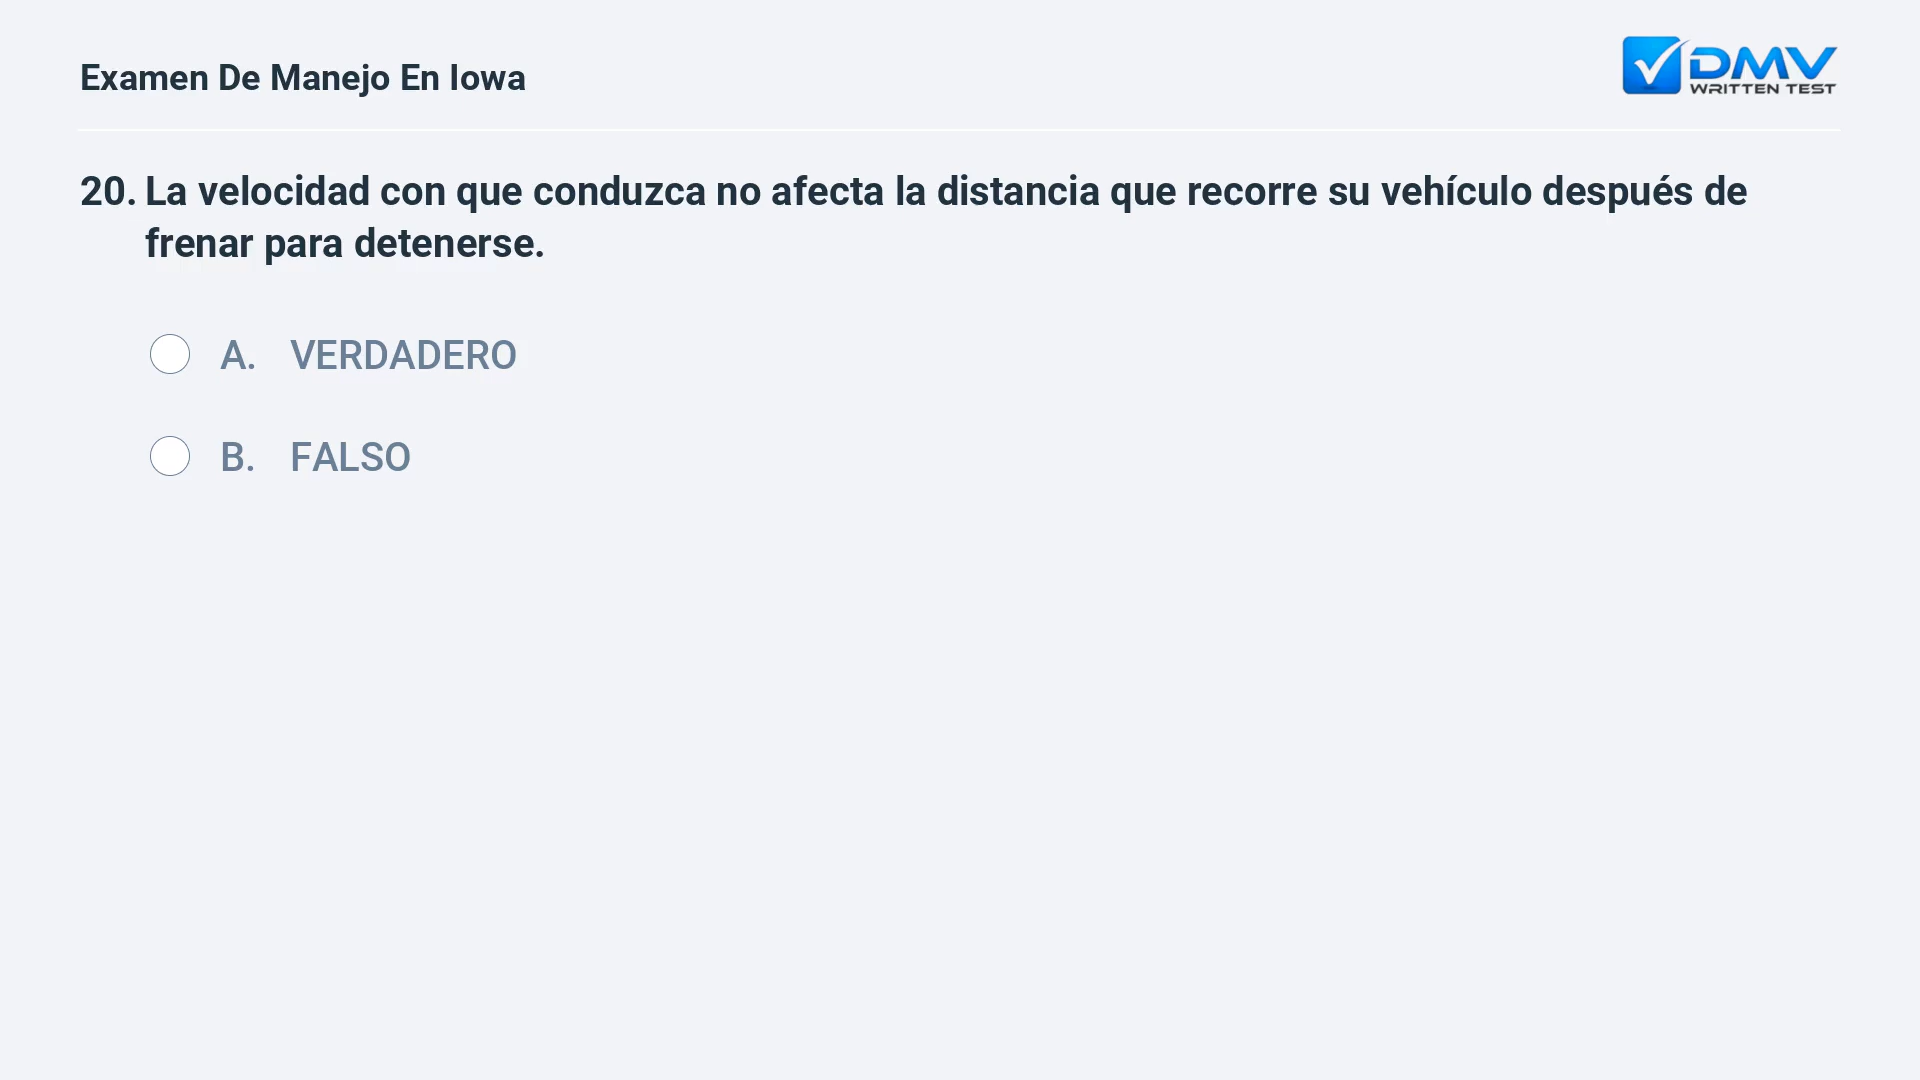 Examen De Manejo En Iowa
DMV
WRITTEN TEST
20. La velocidad con que conduzca no afecta la distancia que recorre su vehículo después de
frenar para detenerse.
A. VERDADERO
B. FALSO